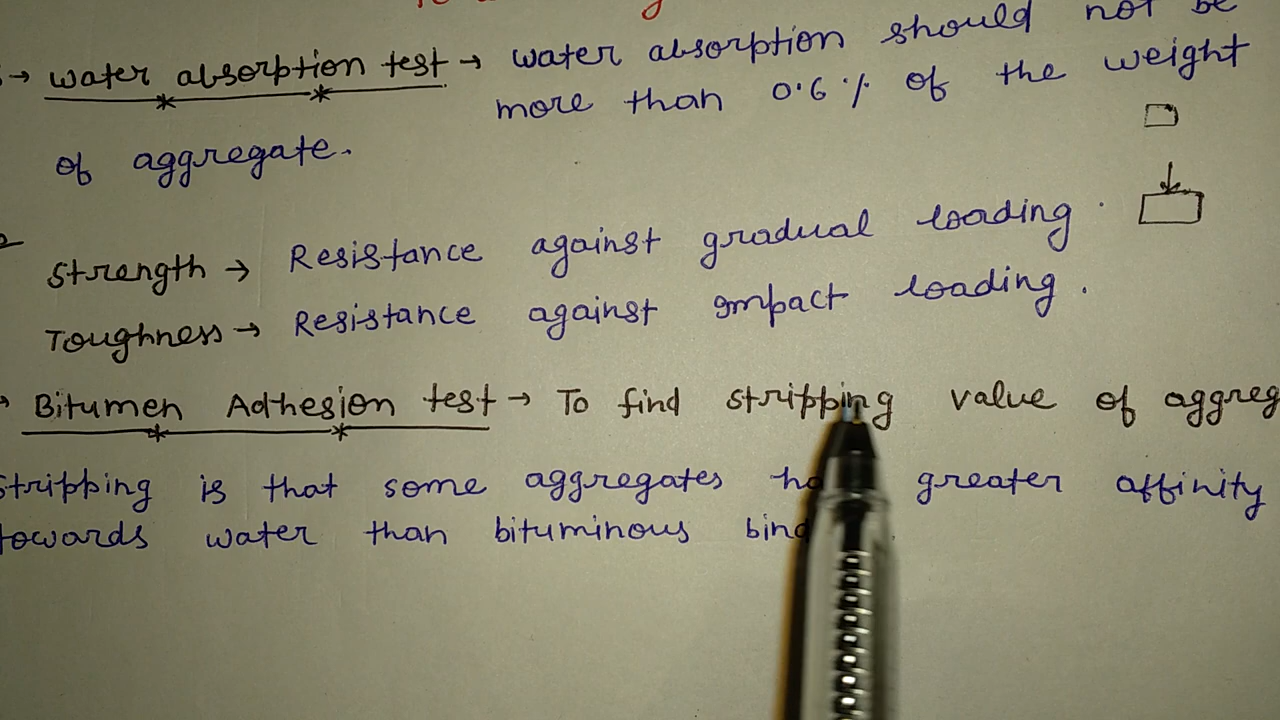 → water absorption test → water absorption should not be
more than 0.6 % of the weight
of aggregate.
Strength → Resistance against gradual loading.
Toughness → Resistance against impact loading.
→ Bitumen Adhesion test → To find stripping value of aggreg
Stripping is that some aggregates ha greater affinity
towards water than bituminous bind